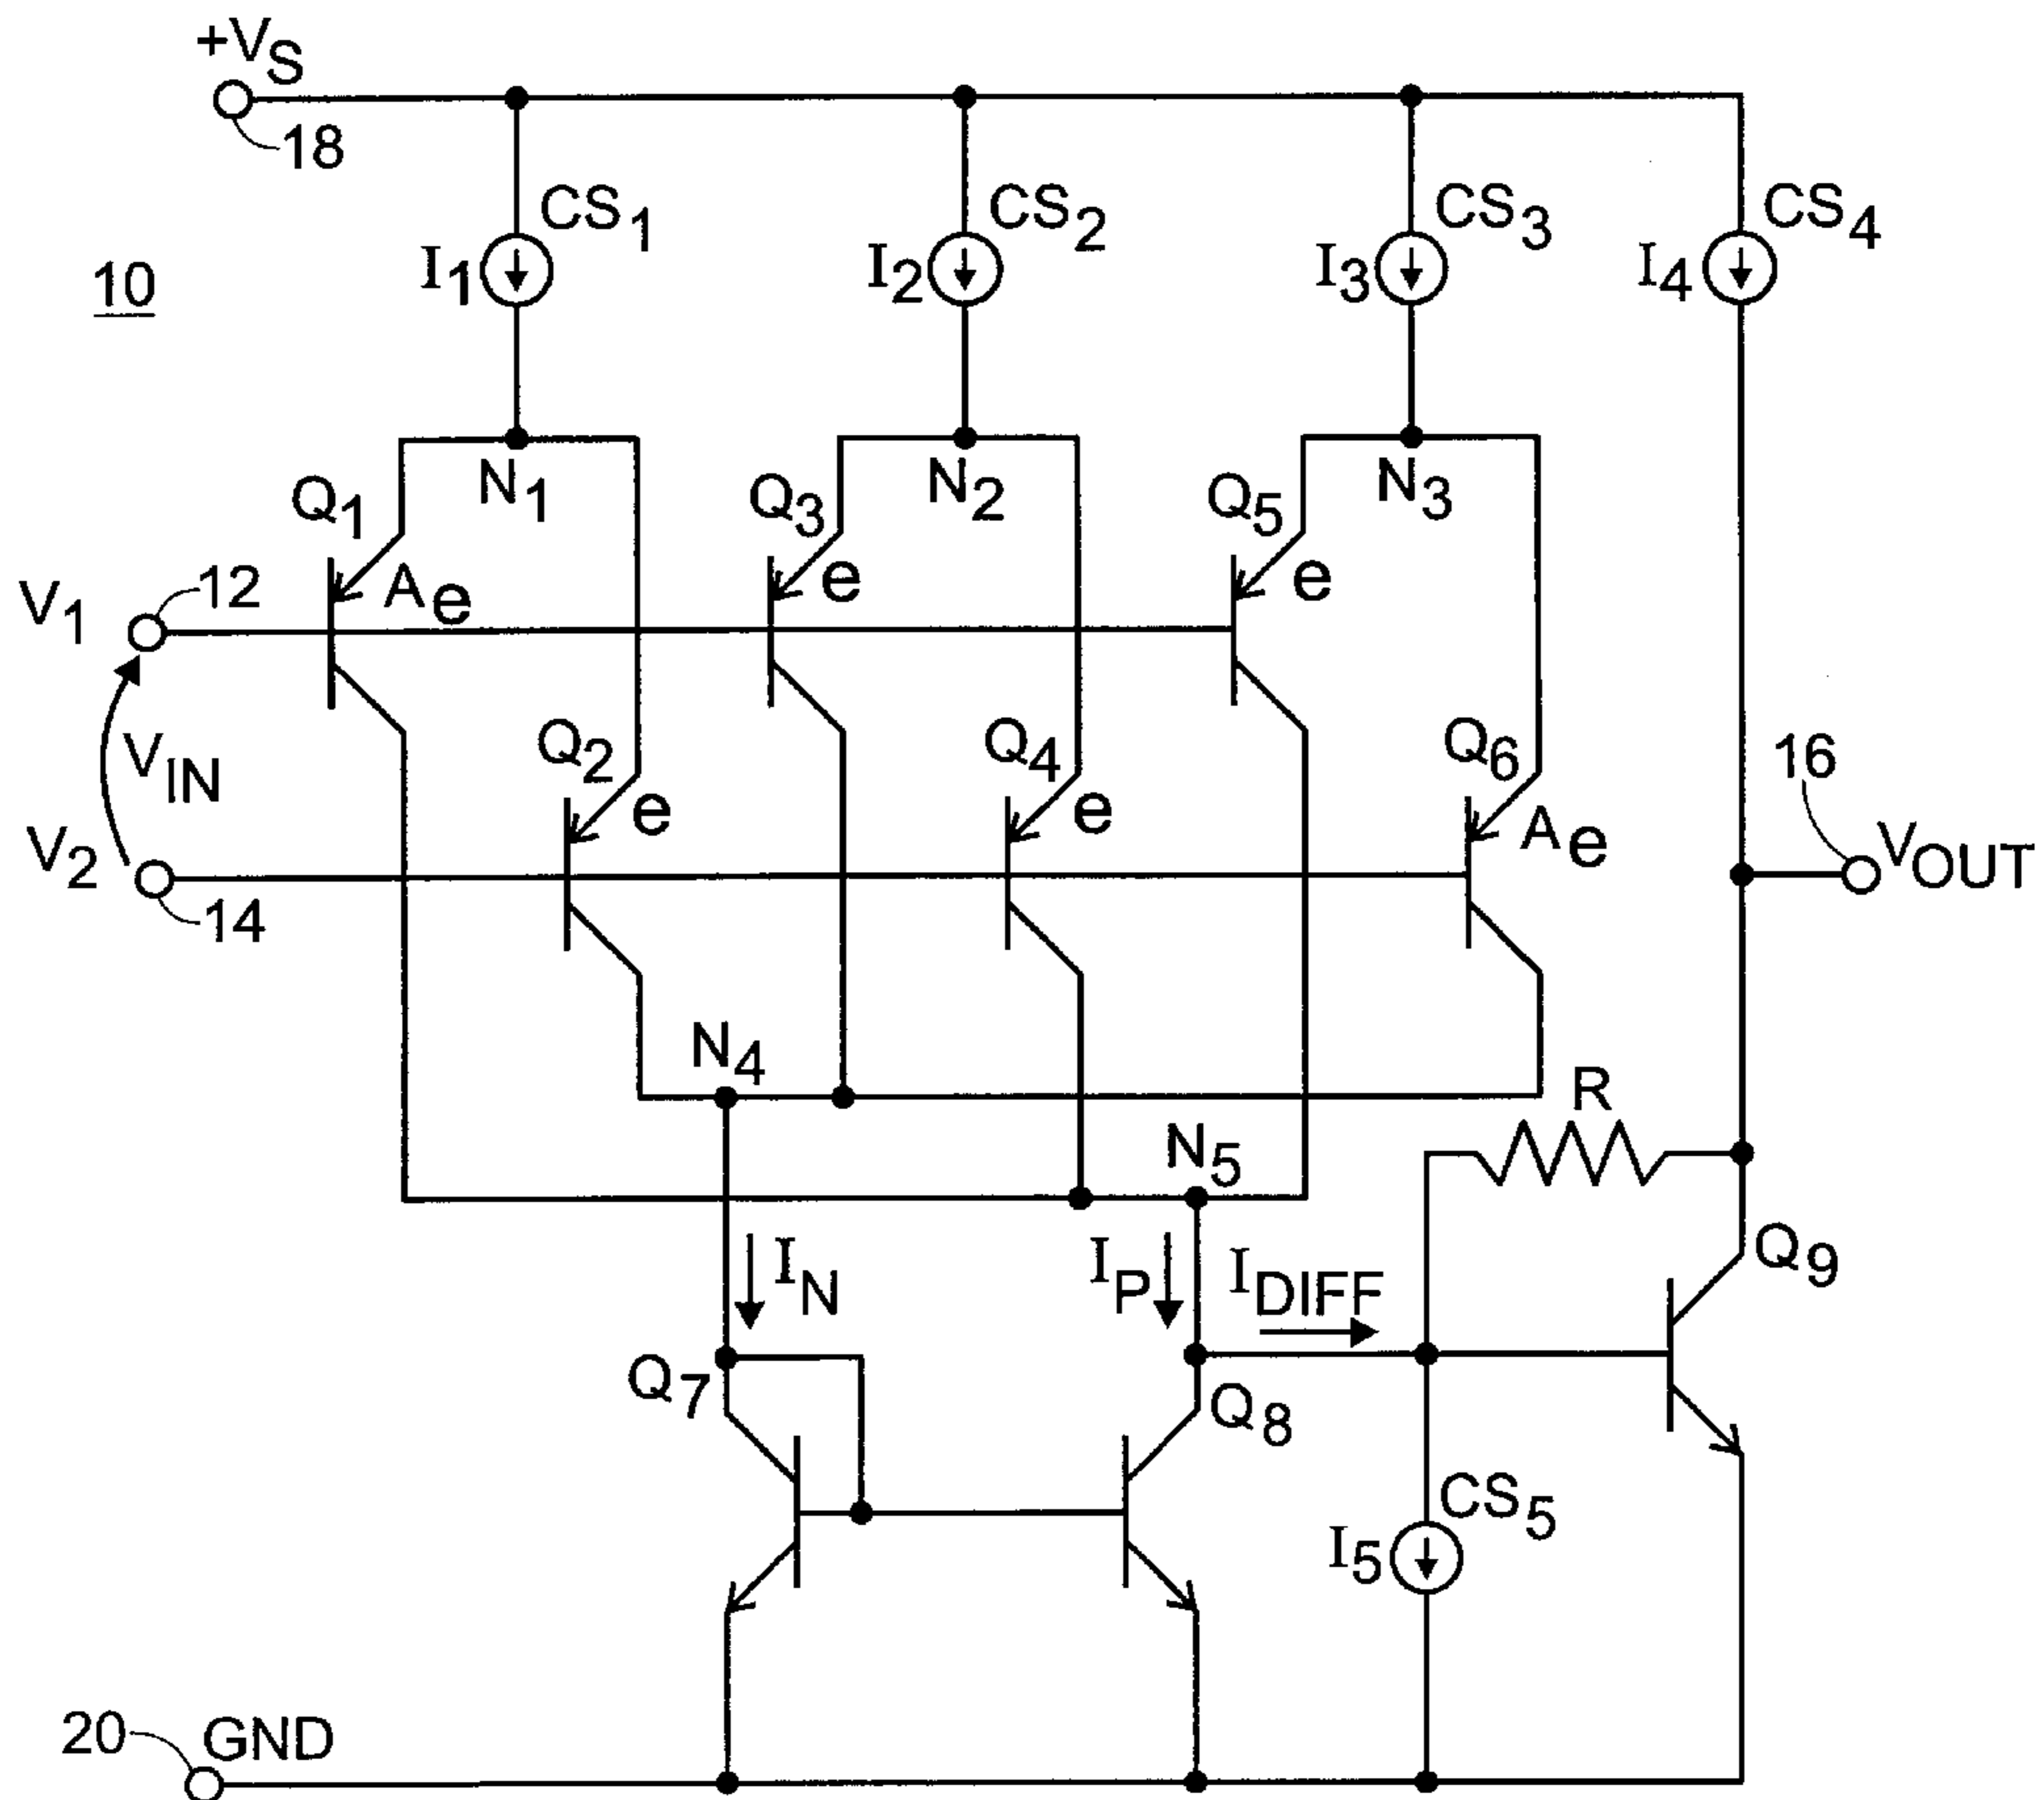 +VS
18
CS1
CS2
CS3
CS4
I1
I2
I3
I4
10
N1
N2
N3
Q1
Q3
Q5
Ae
e
e
V1
12
VIN
Q2
Q4
Q6
e
e
Ae
V2
14
16
VOUT
N4
N5
R
IN
IP
IDIFF
Q9
Q7
Q8
CS5
I5
20
GND